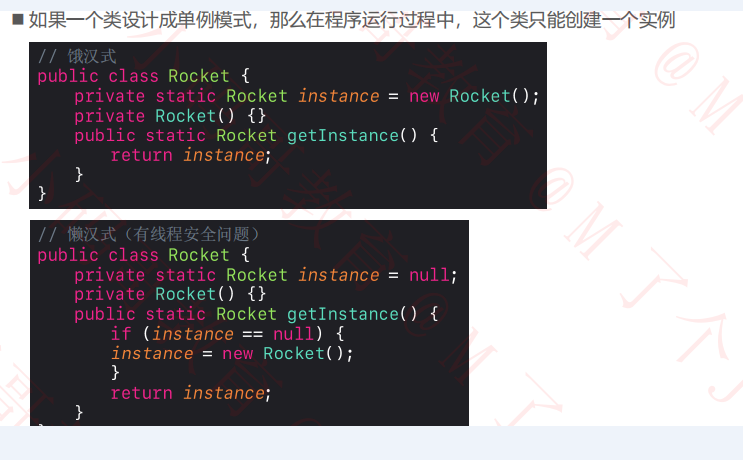 ■ 如果一个类设计成单例模式，那么在程序运行过程中，这个类只能创建一个实例
// 饿汉式
public class Rocket {
    private static Rocket instance = new Rocket();
    private Rocket() {}
    public static Rocket getInstance() {
        return instance;
    }
}
// 懒汉式（有线程安全问题）
public class Rocket {
    private static Rocket instance = null;
    private Rocket() {}
    public static Rocket getInstance() {
        if (instance == null) {
        instance = new Rocket();
        }
        return instance;
    }